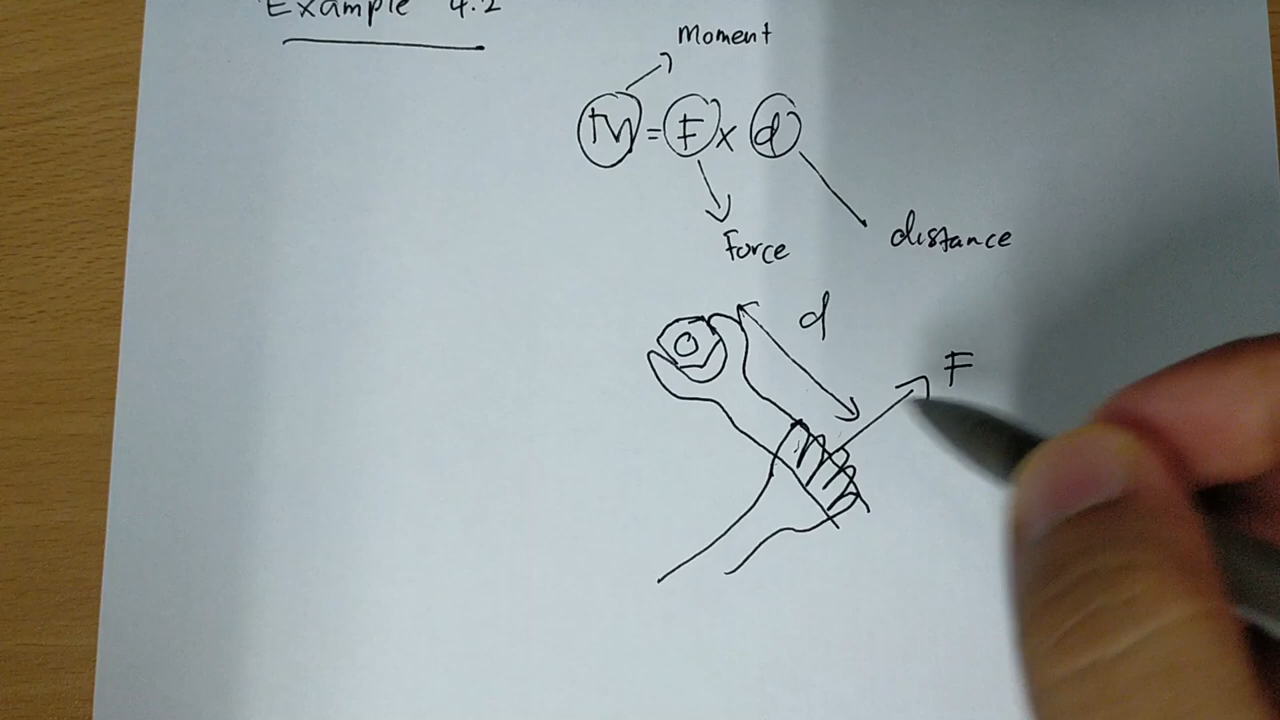 Example 4.2
Moment
M = F x d
Force
distance
d
F